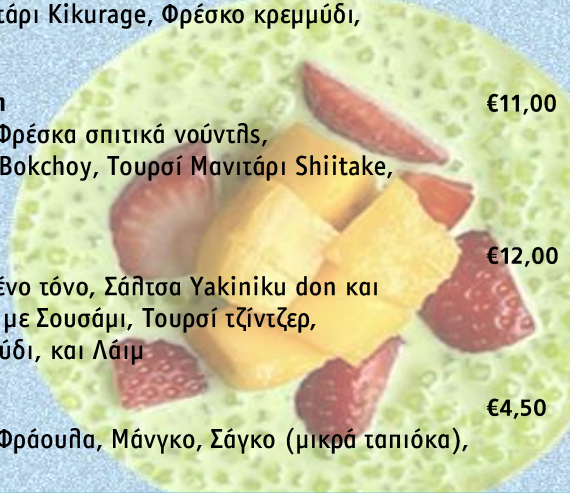 τάρι Kikurage, Φρέσκο κρεμμύδι,
€11,00
Φρέσκα σπιτικά νούντλς,
Bokchoy, Τουρσί Μανιτάρι Shiitake,
€12,00
ένο τόνο, Σάλτσα Yakiniku don και
με Σουσάμι, Τουρσί τζίντζερ,
ύδι, και Λάιμ
€4,50
Φράουλα, Μάνγκο, Σάγκο (μικρά ταπιόκα),